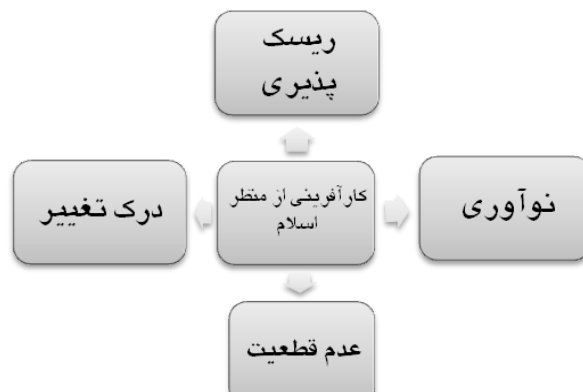 ریسک
پذیری
درک تغییر
کارآفرینی از منظر
اسلام
نوآوری
عدم قطعیت